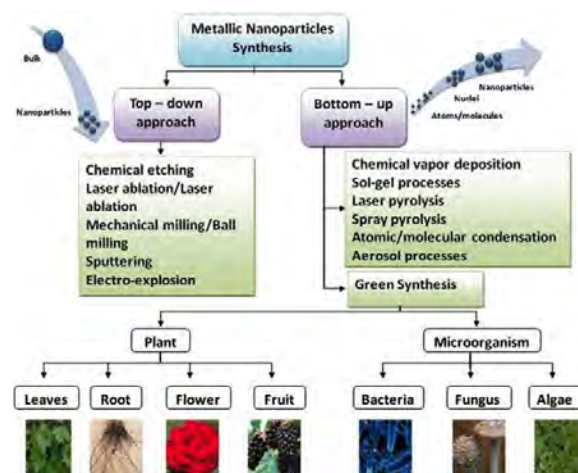 Metallic Nanoparticles
Synthesis
Bulk
Nanoparticles
Top – down
approach
Bottom – up
approach
Nanoparticles
Nuclei
Atoms/molecules
Chemical etching
Laser ablation/Laser
ablation
Mechanical milling/Ball
milling
Sputtering
Electro-explosion
Chemical vapor deposition
Sol-gel processes
Laser pyrolysis
Spray pyrolysis
Atomic/molecular condensation
Aerosol processes
Green Synthesis
Plant
Microorganism
Leaves
Root
Flower
Fruit
Bacteria
Fungus
Algae